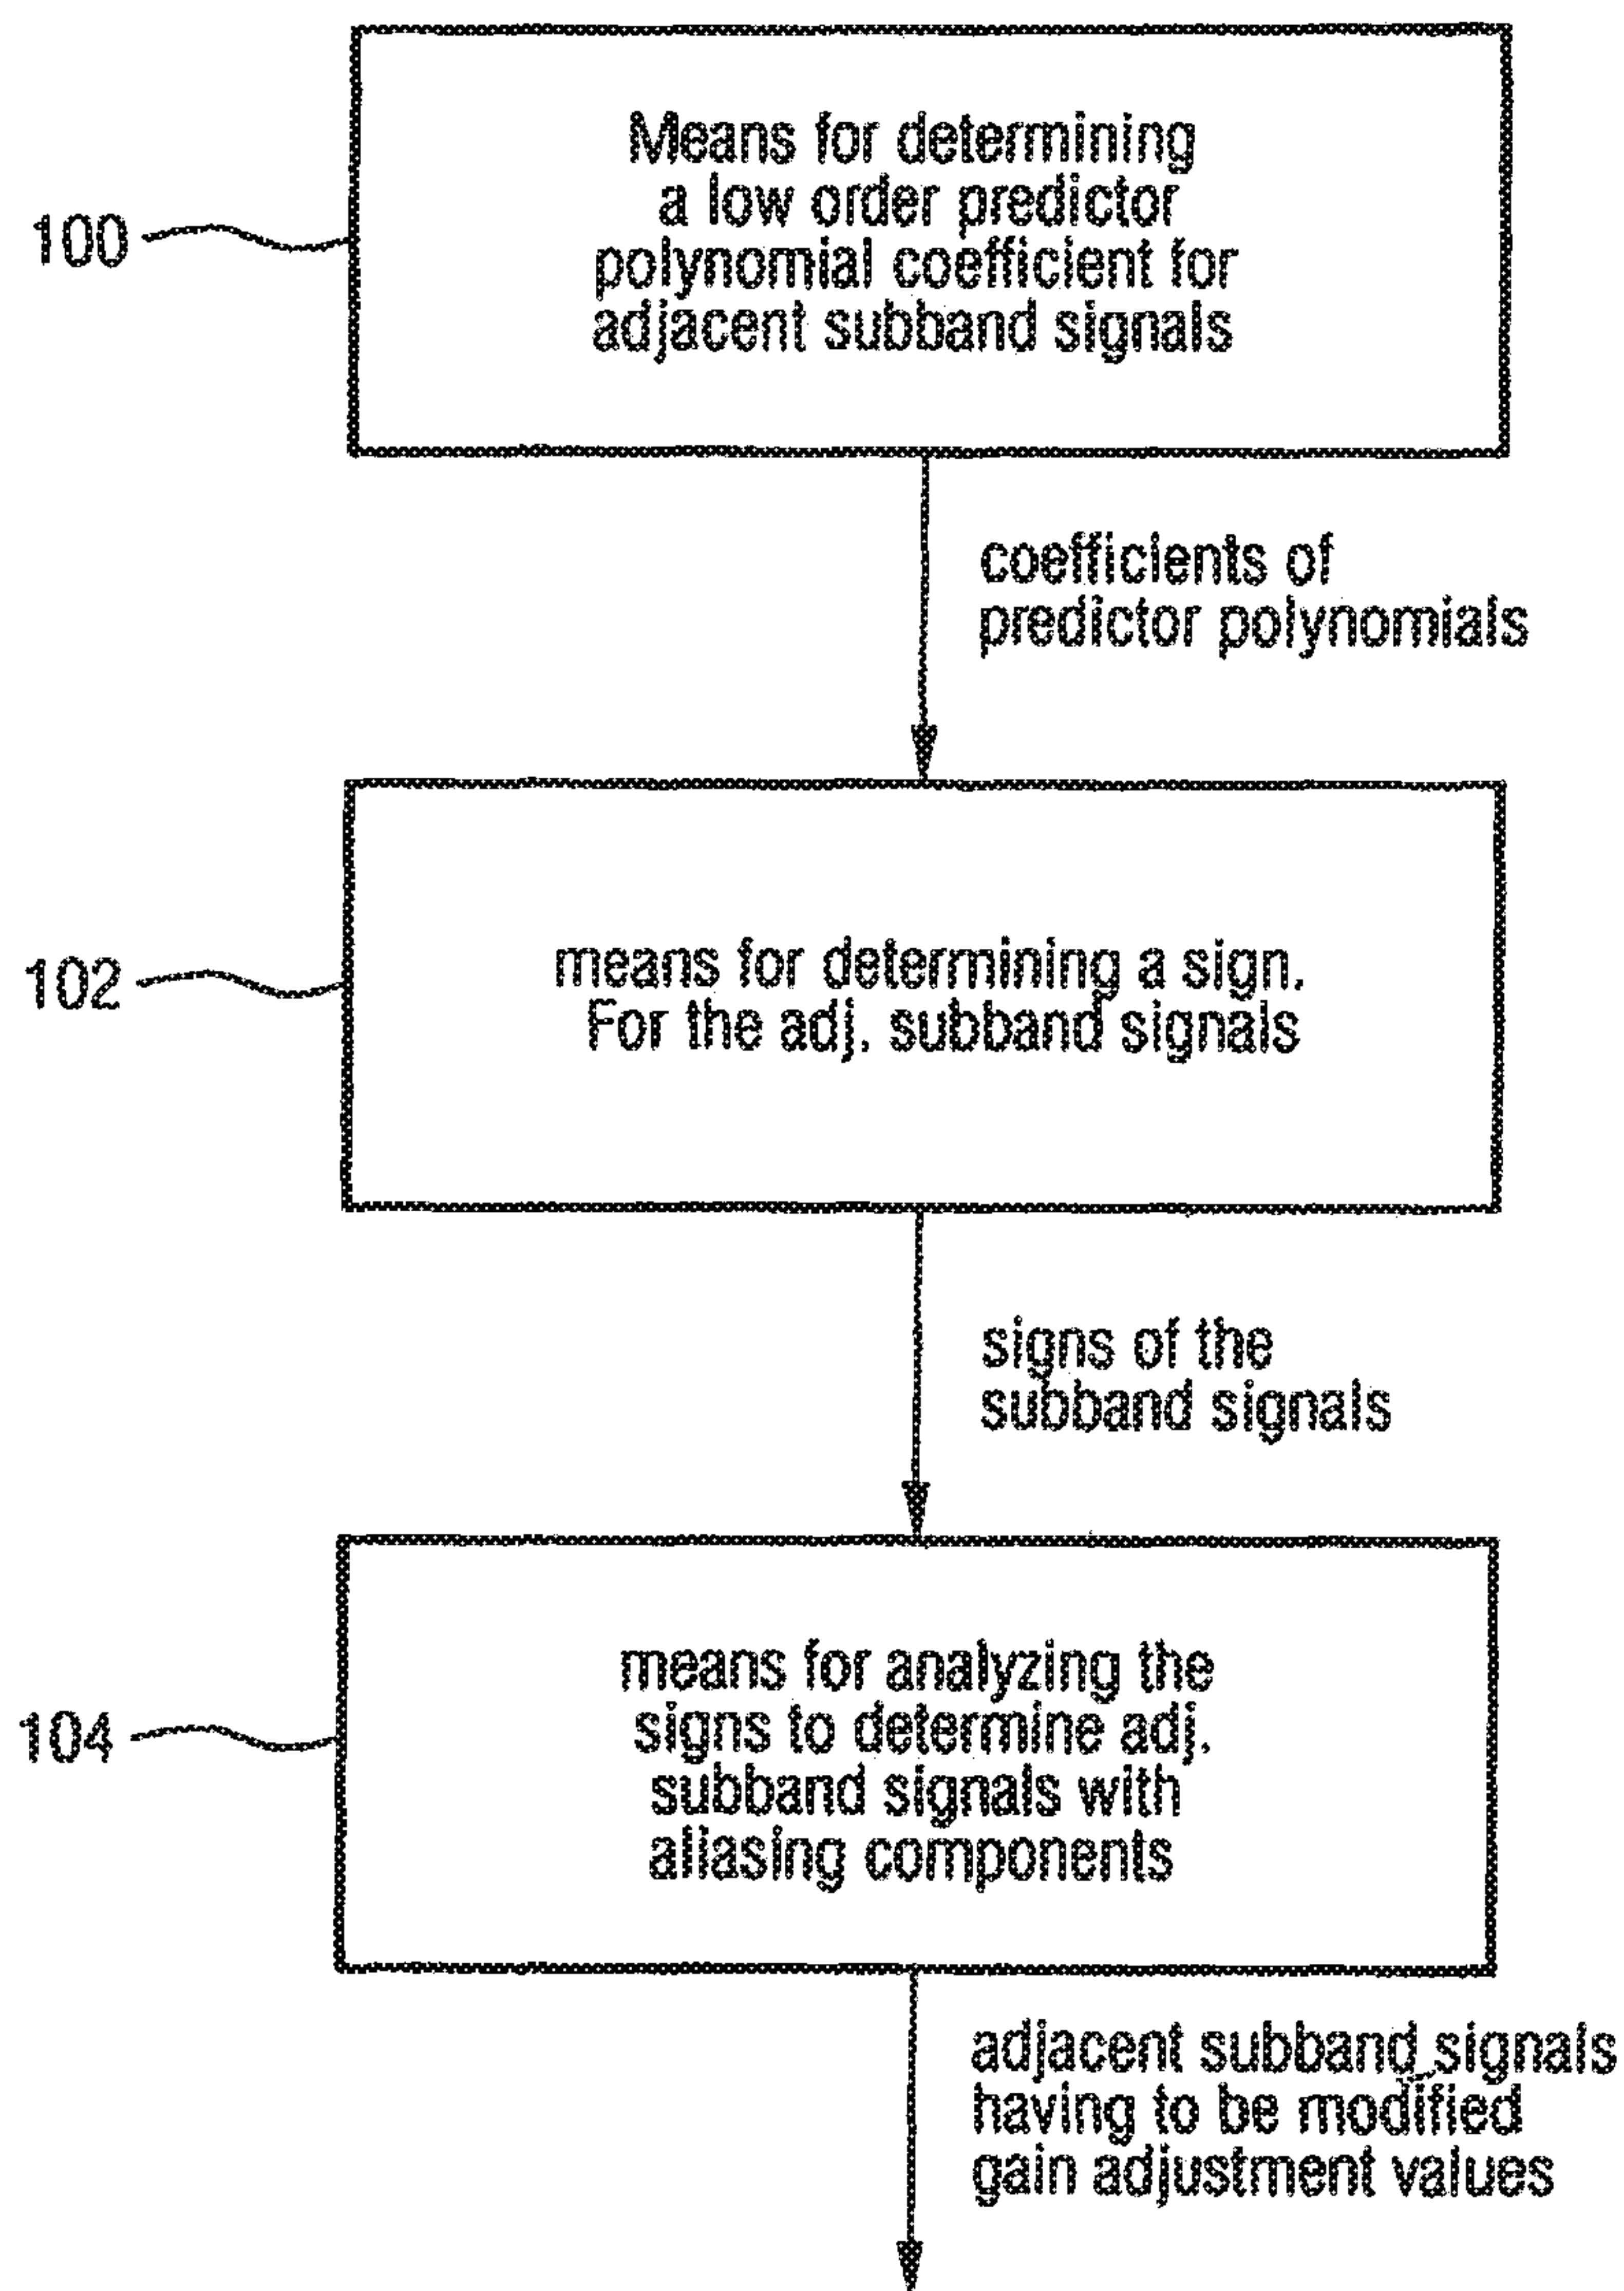 Means for determining
a low order predictor
polynomial coefficient for
adjacent subband signals
100
coefficients of
predictor polynomials
means for determining a sign.
For the adj. subband signals
102
signs of the
subband signals
means for analyzing the
signs to determine adj.
subband signals with
aliasing components
104
adjacent subband signals
having to be modified
gain adjustment values